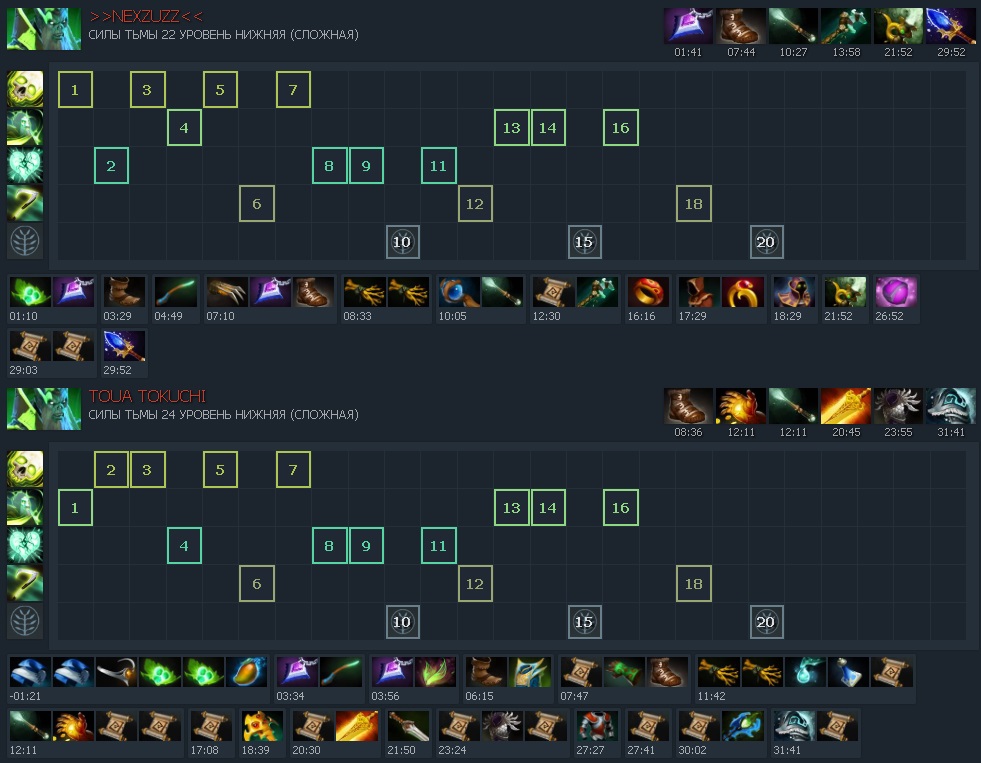 >>NEXZUZZ<<
СИЛЫ ТЬМЫ 22 УРОВЕНЬ НИЖНЯЯ (СЛОЖНАЯ)
01:41 07:44 10:27 13:58 21:52 29:52
1 3 5 7
4 13 14 16
2 8 9 11
6 12 18
10 15 20
01:10 03:29 04:49 07:10 08:33 10:05 12:30 16:16 17:29 18:29 21:52 26:52
29:03 29:52
TOUA TOKUCHI
СИЛЫ ТЬМЫ 24 УРОВЕНЬ НИЖНЯЯ (СЛОЖНАЯ)
08:36 12:11 12:11 20:45 23:55 31:41
2 3 5 7
1 13 14 16
4 8 9 11
6 12 18
10 15 20
-01:21 03:34 03:56 06:15 07:47 11:42
12:11 17:08 18:39 20:30 21:50 23:24 27:27 27:41 30:02 31:41